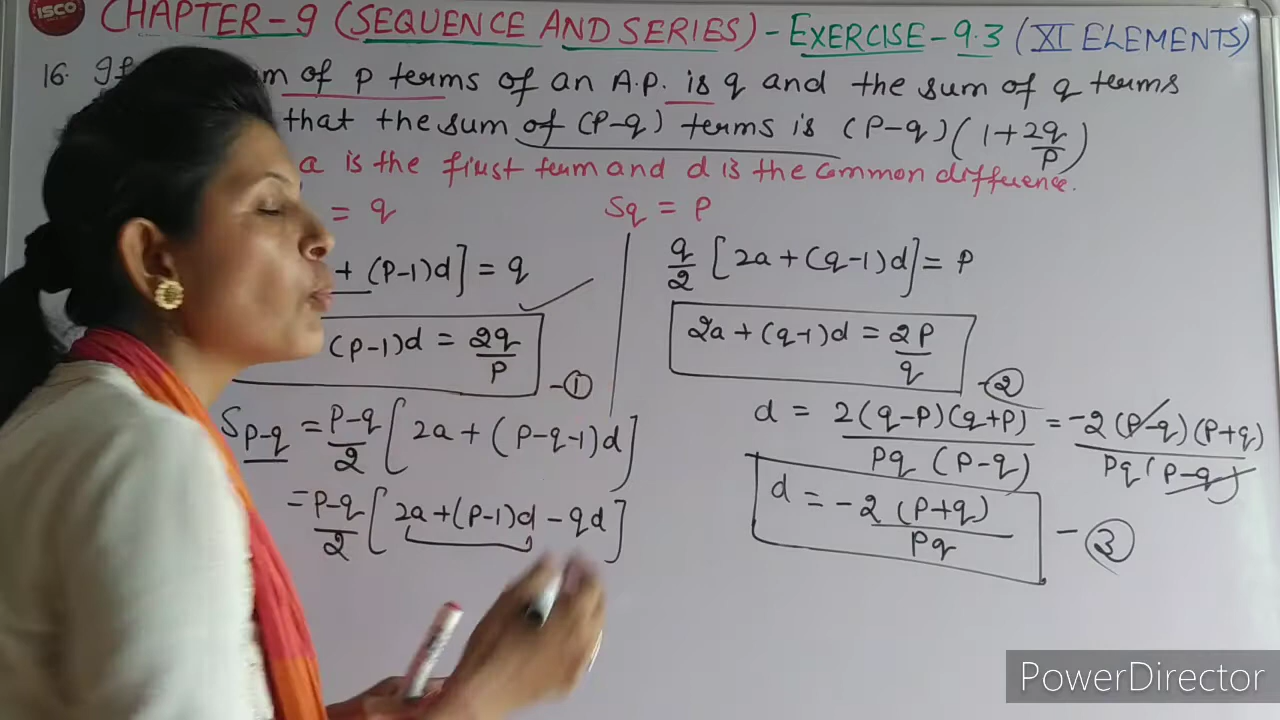 ISCO
CHAPTER-9 (SEQUENCE AND SERIES) - EXERCISE-9.3 (XI ELEMENTS)
16. If m of p terms of an A.P. is q and the sum of q terms
that the sum of (P-q) terms is (P-q)(1+2q/P)
a is the first term and d is the common difference.
= q
Sq = P
+ (P-1)d] = q
q/2 [2a+(q-1)d] = P
(P-1)d = 2q/P -①
2a+(q-1)d = 2P/q -②
S P-q = P-q/2 [2a+(P-q-1)d]
= P-q/2 [2a+(P-1)d-qd]
d = 2(q-P)(q+P)/Pq(P-q) = -2(P-q)(P+q)/Pq(P-q)
d = -2(P+q)/Pq -③
PowerDirector